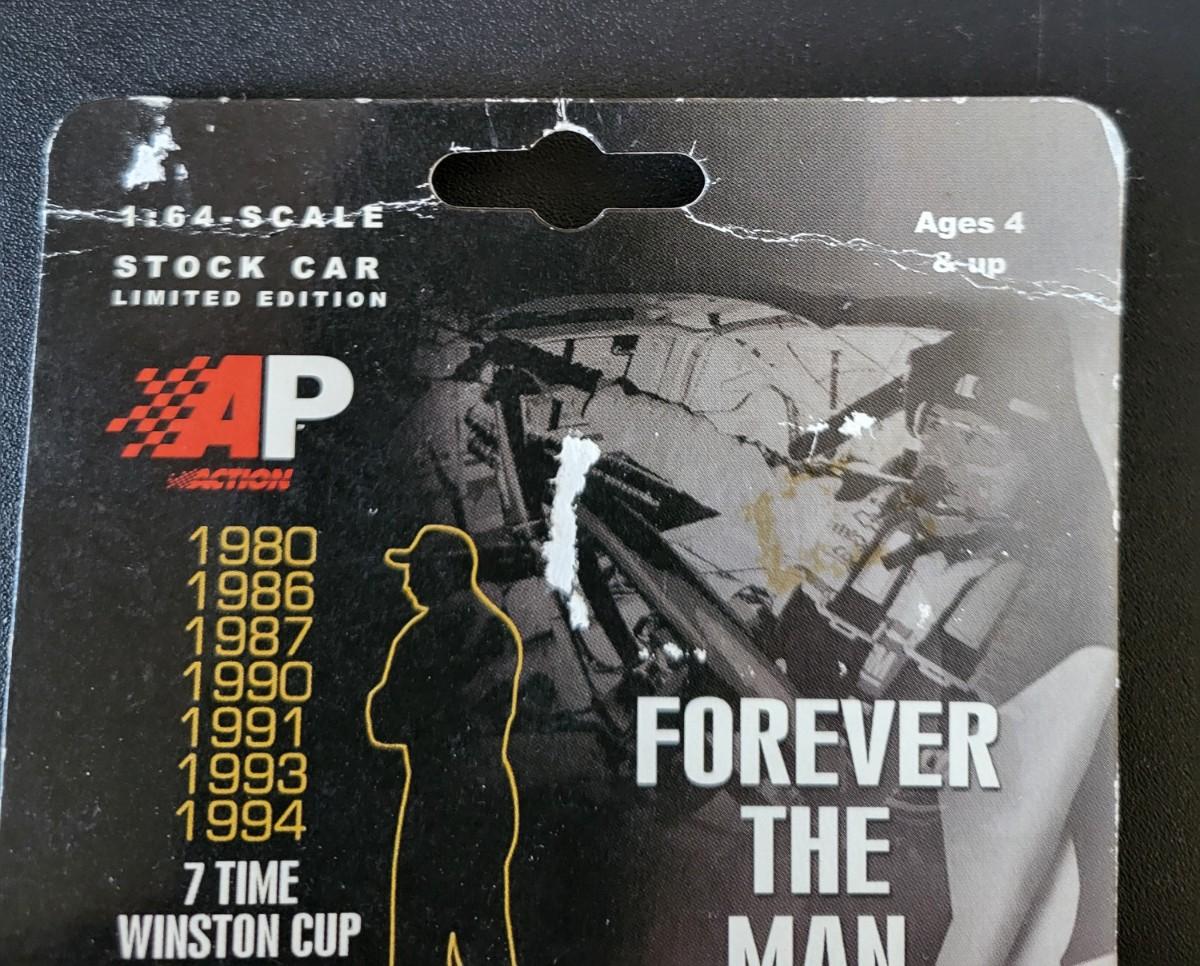 1:64-SCALE
STOCK CAR
LIMITED EDITION
Ages 4
& up
AP
ACTION
1980
1986
1987
1990
1991
1993
1994
7 TIME
WINSTON CUP
FOREVER
THE
MAN